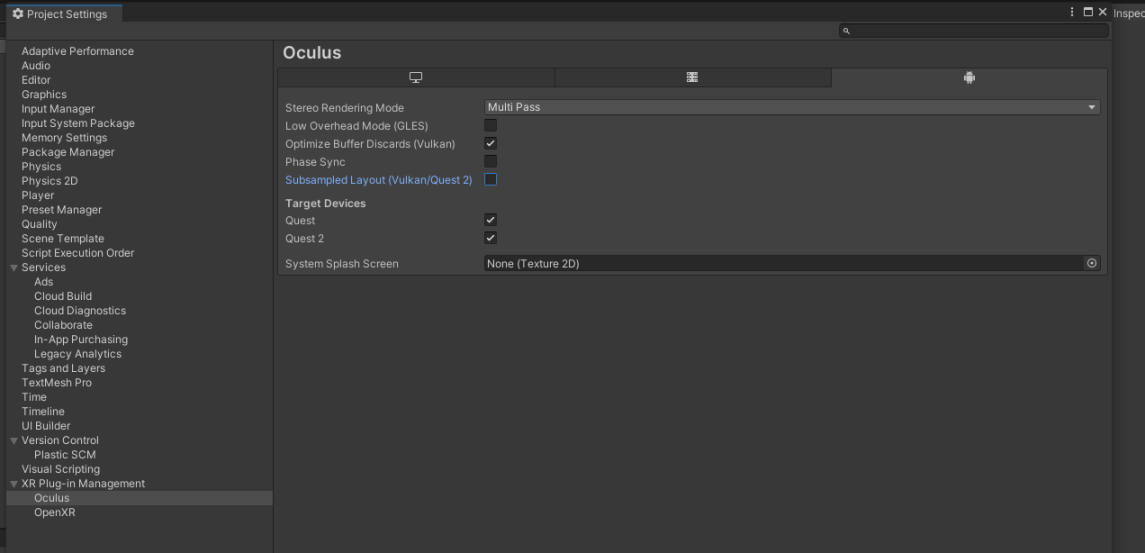 Project Settings
Inspec
Adaptive Performance
Audio
Editor
Graphics
Input Manager
Input System Package
Memory Settings
Package Manager
Physics
Physics 2D
Player
Preset Manager
Quality
Scene Template
Script Execution Order
Services
Ads
Cloud Build
Cloud Diagnostics
Collaborate
In-App Purchasing
Legacy Analytics
Tags and Layers
TextMesh Pro
Time
Timeline
UI Builder
Version Control
Plastic SCM
Visual Scripting
XR Plug-in Management
Oculus
OpenXR
Oculus
Stereo Rendering Mode Multi Pass
Low Overhead Mode (GLES)
Optimize Buffer Discards (Vulkan)
Phase Sync
Subsampled Layout (Vulkan/Quest 2)
Target Devices
Quest
Quest 2
System Splash Screen None (Texture 2D)